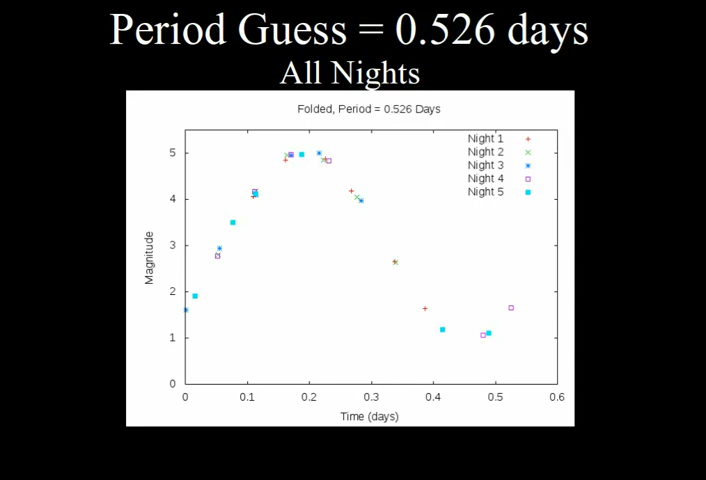 Period Guess = 0.526 days
All Nights
Folded, Period = 0.526 Days
Night 1
Night 2
Night 3
Night 4
Night 5
5
4
3
2
1
0
Magnitude
0 0.1 0.2 0.3 0.4 0.5 0.6
Time (days)